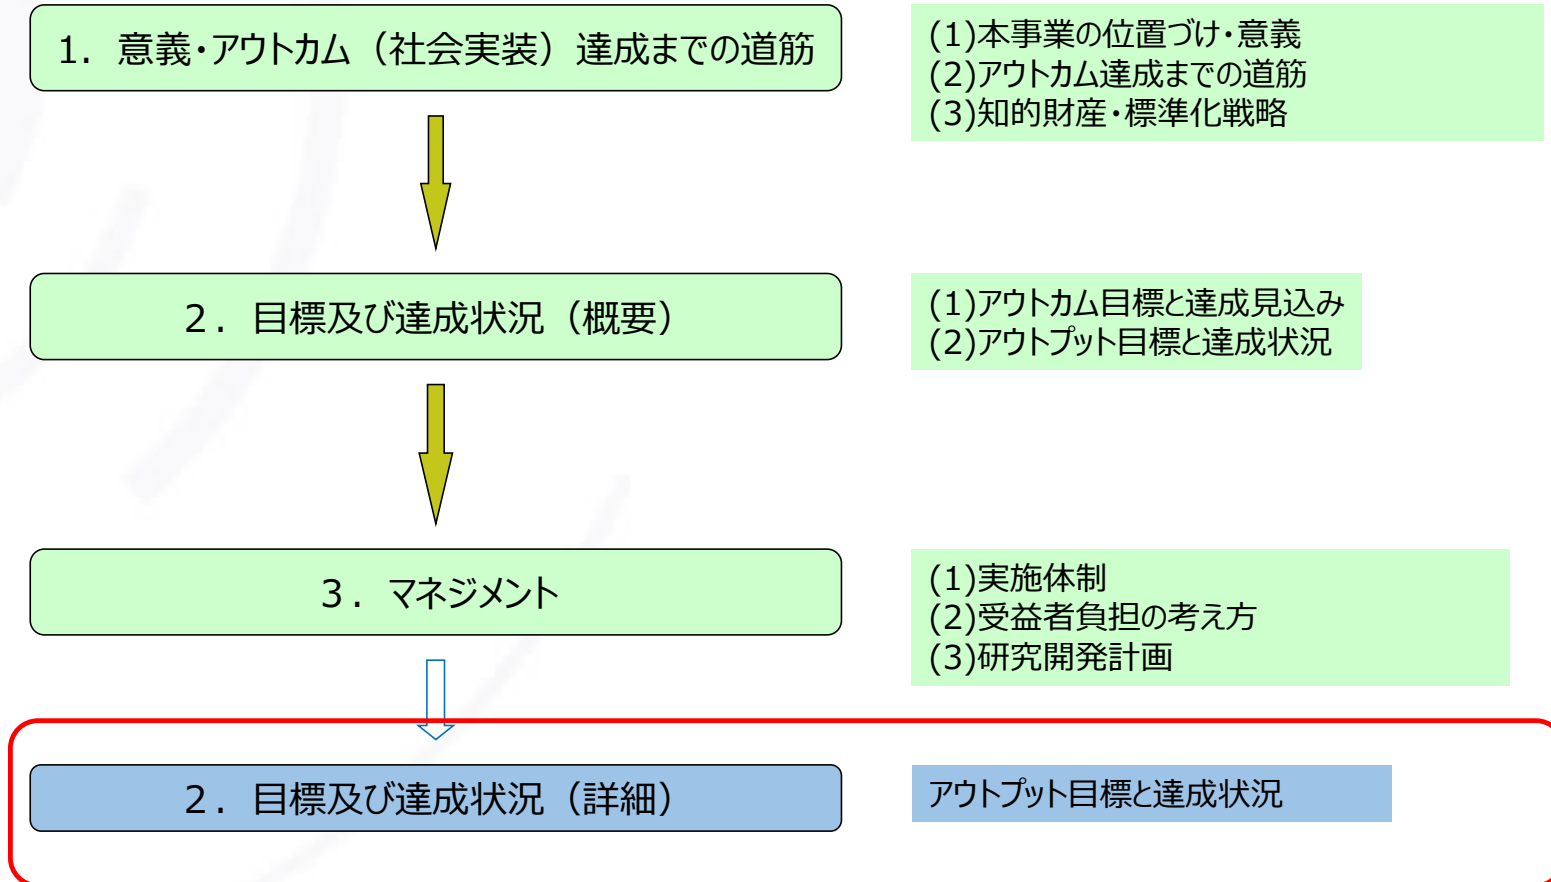 1. 意義・アウトカム（社会実装）達成までの道筋
(1)本事業の位置づけ・意義
(2)アウトカム達成までの道筋
(3)知的財産・標準化戦略
2. 目標及び達成状況（概要）
(1)アウトカム目標と達成見込み
(2)アウトプット目標と達成状況
3. マネジメント
(1)実施体制
(2)受益者負担の考え方
(3)研究開発計画
2. 目標及び達成状況（詳細）
アウトプット目標と達成状況